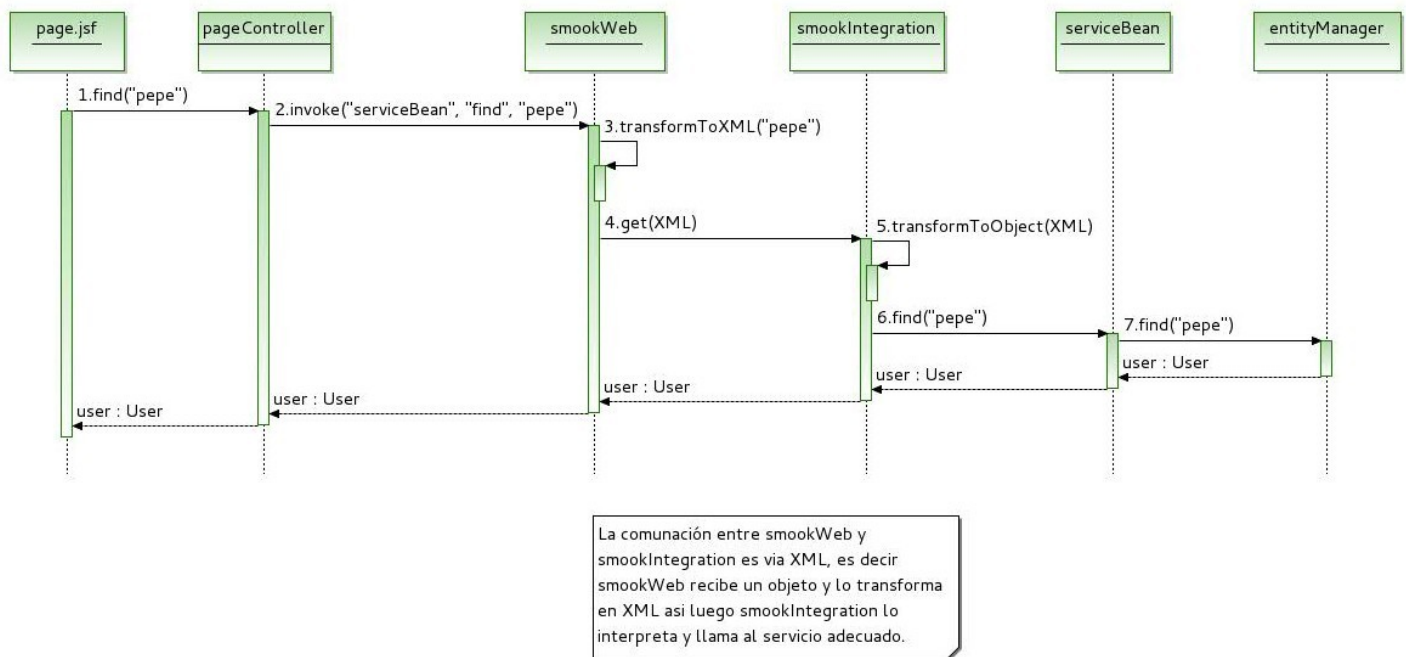 page.jsf
pageController
smookWeb
smookIntegration
serviceBean
entityManager
1.find("pepe")
2.invoke("serviceBean", "find", "pepe")
3.transformToXML("pepe")
4.get(XML)
5.transformToObject(XML)
6.find("pepe")
7.find("pepe")
user : User
user : User
user : User
user : User
user : User
La comunación entre smookWeb y
smookIntegration es via XML, es decir
smookWeb recibe un objeto y lo transforma
en XML asi luego smookIntegration lo
interpreta y llama al servicio adecuado.